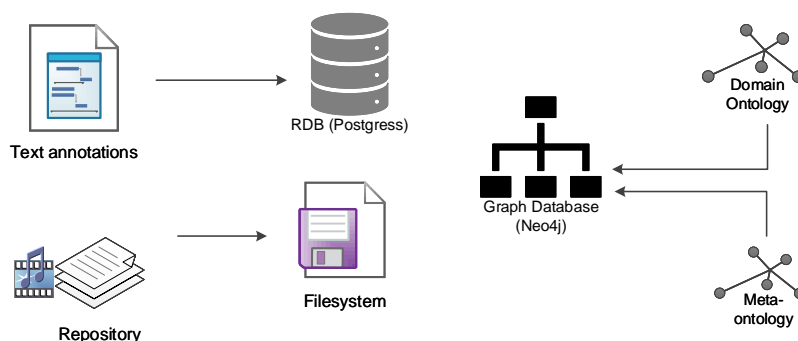 Text annotations
RDB (Postgress)
Repository
Filesystem
Graph Database
(Neo4j)
Domain
Ontology
Meta-
ontology